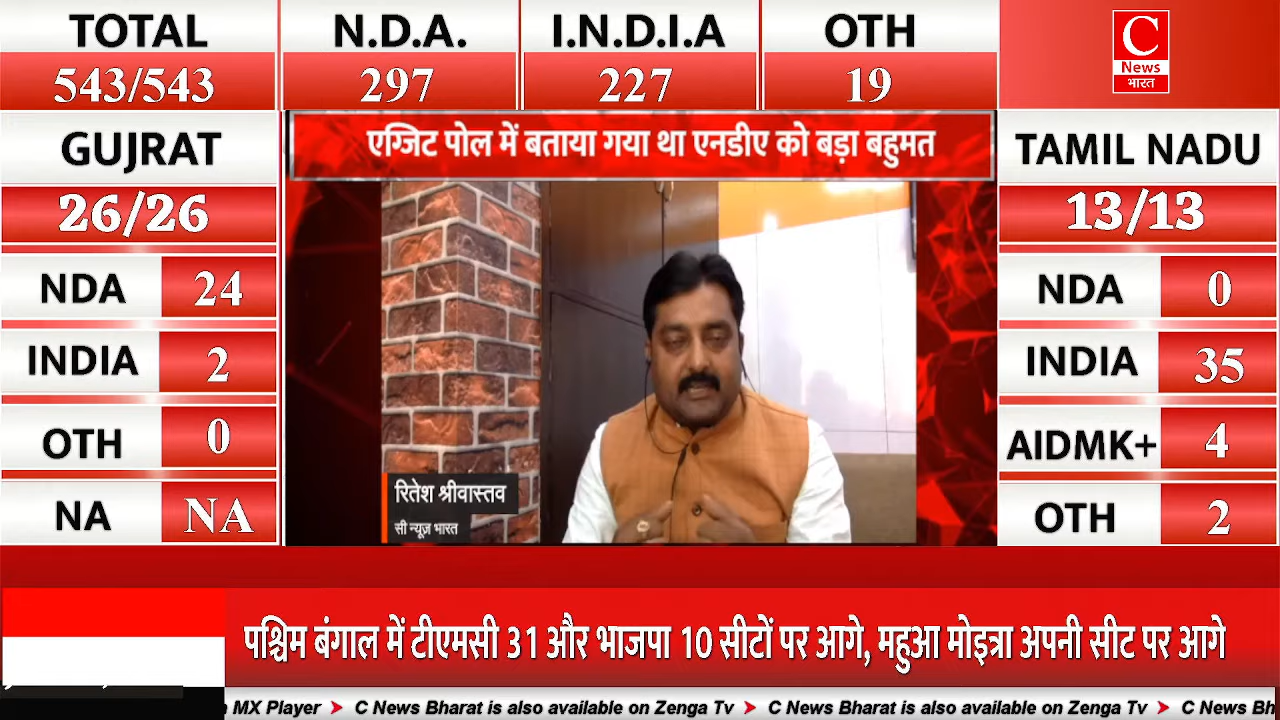 TOTAL
543/543
N.D.A.
297
I.N.D.I.A
227
OTH
19
C
News
भारत
GUJRAT
26/26
NDA
24
INDIA
2
OTH
0
NA
NA
एग्जिट पोल में बताया गया था एनडीए को बड़ा बहुमत
रितेश श्रीवास्तव
सी न्यूज़ भारत
TAMIL NADU
13/13
NDA
0
INDIA
35
AIDMK+
4
OTH
2
पश्चिम बंगाल में टीएमसी 31 और भाजपा 10 सीटों पर आगे, महुआ मोइत्रा अपनी सीट पर आगे
MX Player ➤ C News Bharat is also available on Zenga Tv ➤ C News Bharat is also available on Zenga Tv ➤ C News